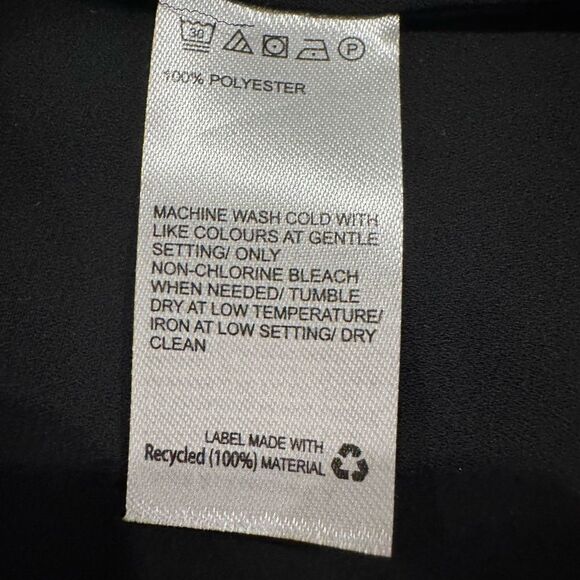 30 P
100% POLYESTER
MACHINE WASH COLD WITH
LIKE COLOURS AT GENTLE
SETTING/ ONLY
NON-CHLORINE BLEACH
WHEN NEEDED/ TUMBLE
DRY AT LOW TEMPERATURE/
IRON AT LOW SETTING/ DRY
CLEAN
LABEL MADE WITH
Recycled (100%) MATERIAL